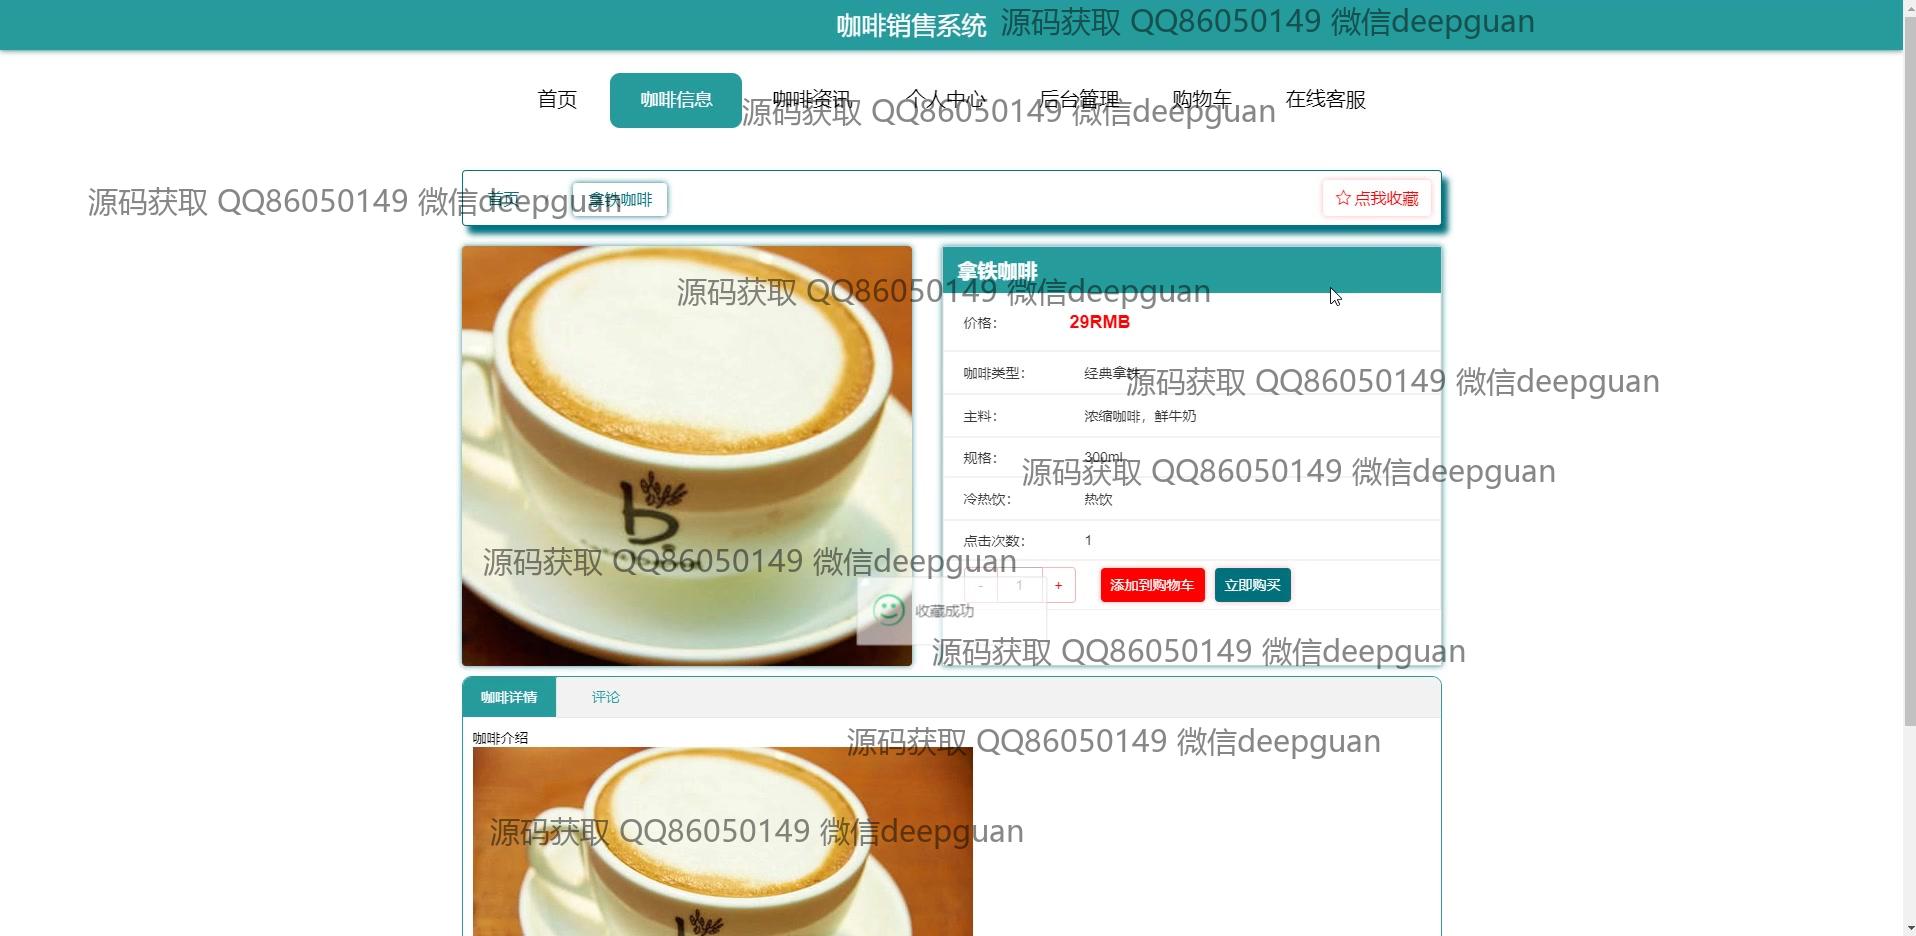 咖啡销售系统 源码获取 QQ86050149 微信deepguan
首页 咖啡信息 咖啡资讯 个人中心 后台管理 购物车 在线客服
源码获取 QQ86050149 微信deepguan
源码获取 QQ86050149 微信deepguan
首页 拿铁咖啡 ☆ 点我收藏
拿铁咖啡
源码获取 QQ86050149 微信deepguan
价格： 29RMB
咖啡类型： 经典拿铁
源码获取 QQ86050149 微信deepguan
主料： 浓缩咖啡，鲜牛奶
规格： 300ml
源码获取 QQ86050149 微信deepguan
冷热饮： 热饮
b
点击次数： 1
源码获取 QQ86050149 微信deepguan
- 1 + 添加到购物车 立即购买
收藏成功
源码获取 QQ86050149 微信deepguan
咖啡详情 评论
咖啡介绍
源码获取 QQ86050149 微信deepguan
源码获取 QQ86050149 微信deepguan